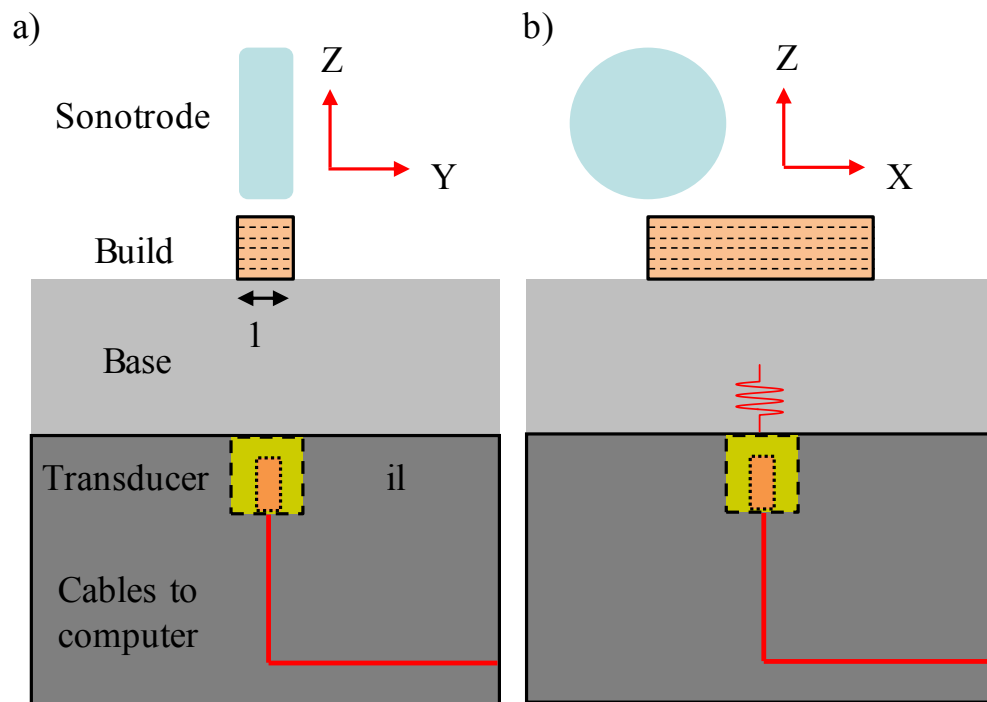 a)
Z
Sonotrode
Y
Build
1
Base
Transducer
il
Cables to
computer
b)
Z
X